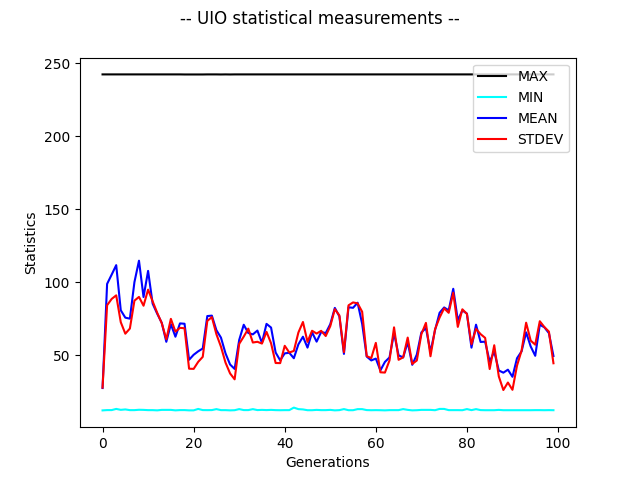 -- UIO statistical measurements --
250
200
150
100
50
Statistics
MAX
MIN
MEAN
STDEV
0 20 40 60 80 100
Generations